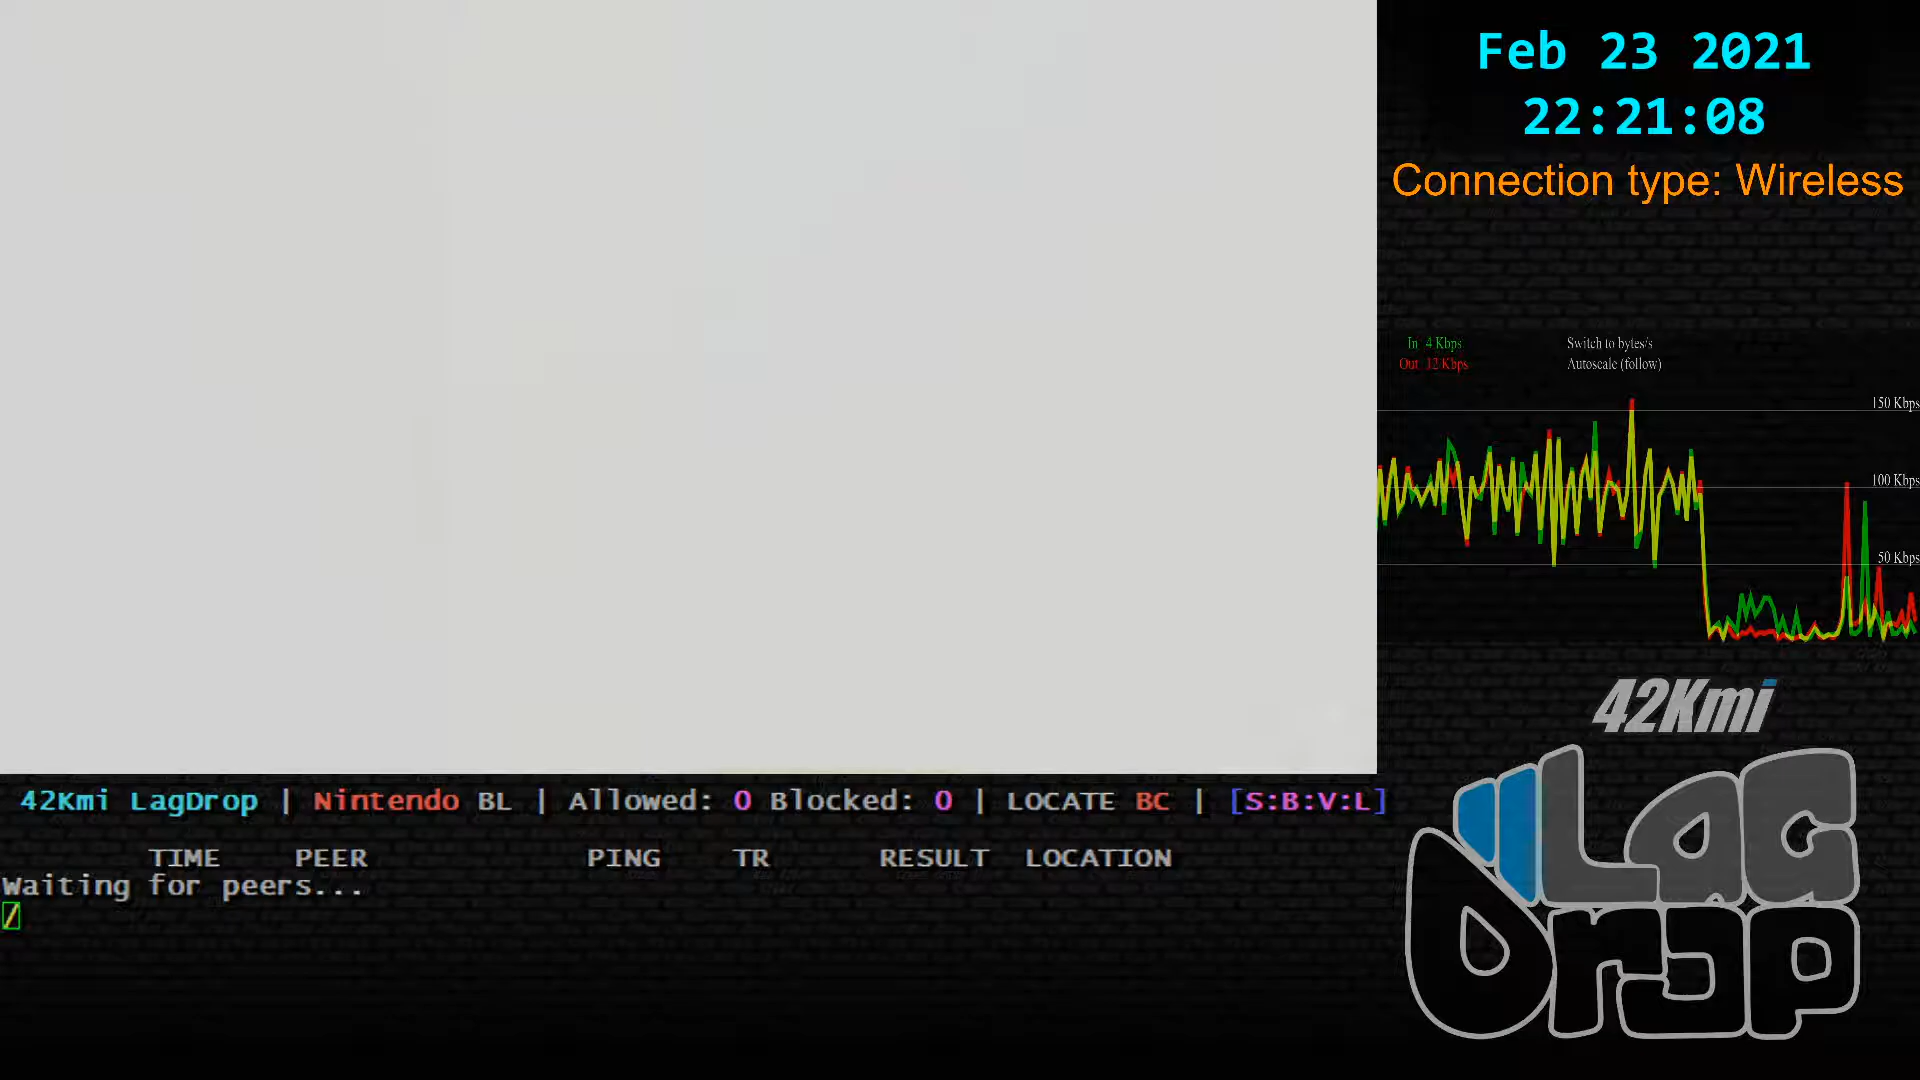 Feb 23 2021
22:21:08
Connection type: Wireless
In 4 Kbps
Switch to bytes/s
Out 12 Kbps
Autoscale (follow)
150 Kbps
100 Kbps
50 Kbps
42Kmi
LAG
Drop
42Kmi LagDrop | Nintendo BL | Allowed: 0 Blocked: 0 | LOCATE BC | [S:B:V:L]
TIME PEER PING TR RESULT LOCATION
Waiting for peers...
/